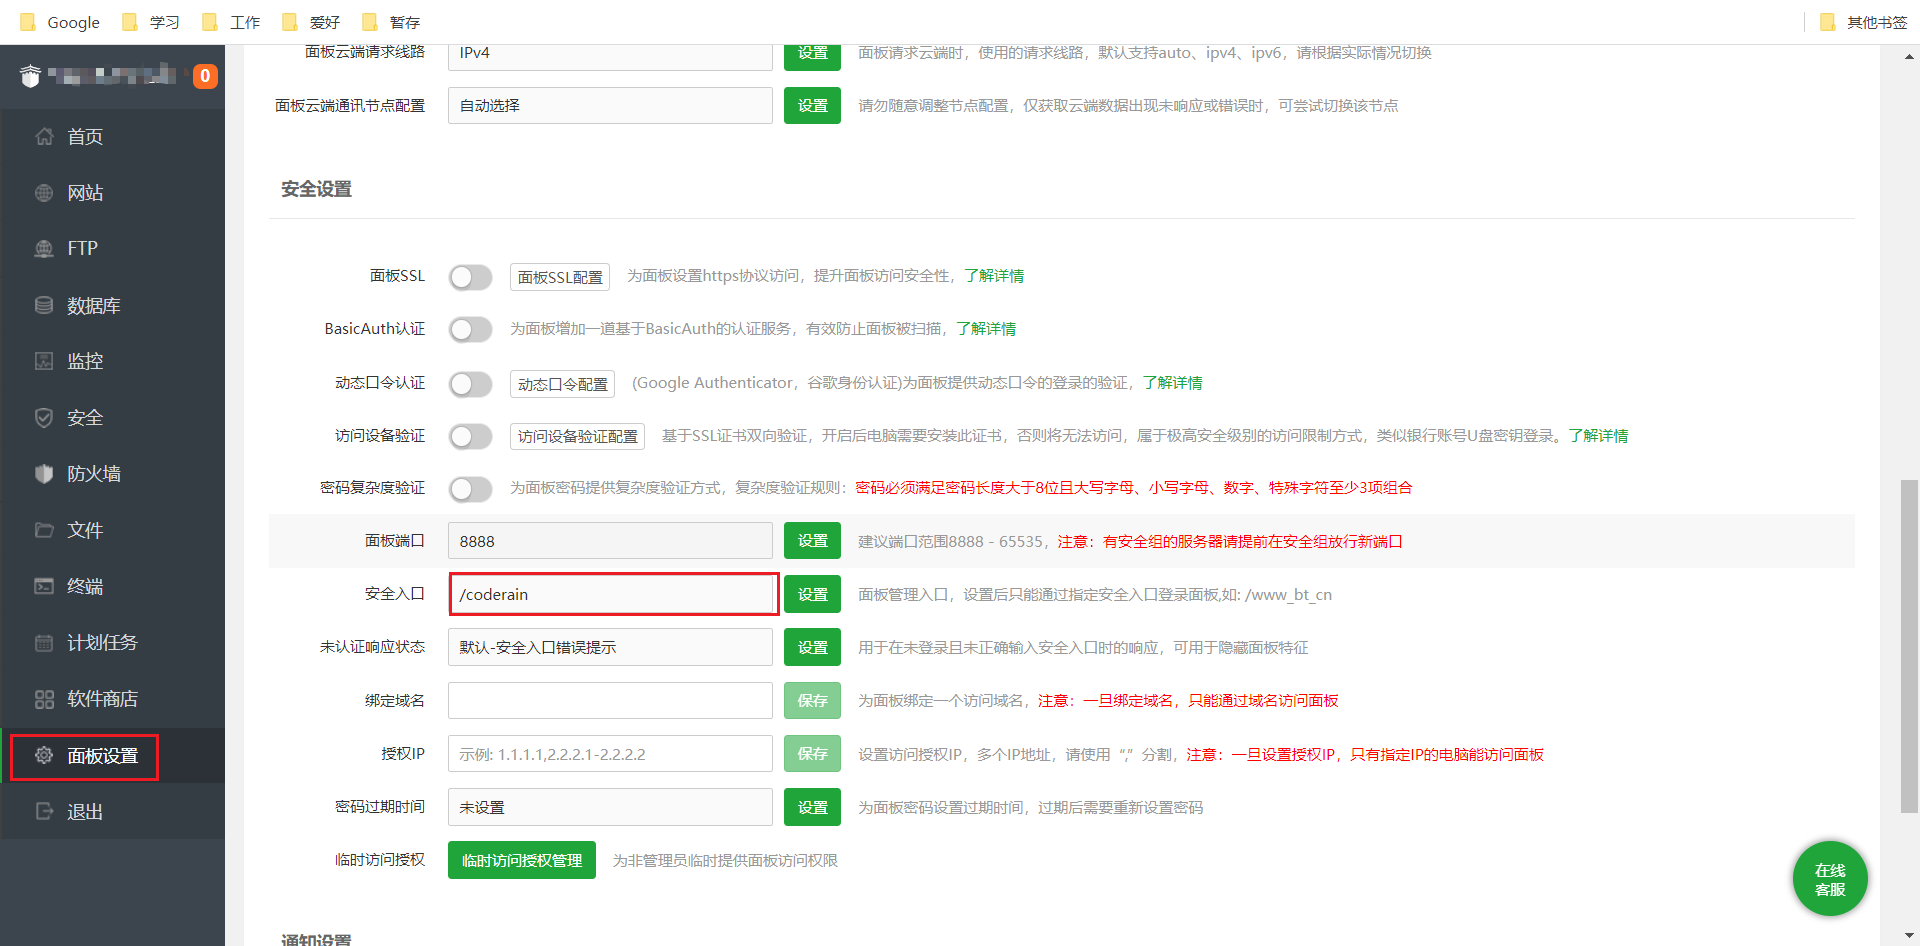 Google 学习 工作 爱好 暂存 其他书签
0
首页
网站
FTP
数据库
监控
安全
防火墙
文件
终端
计划任务
软件商店
面板设置
退出
面板云端请求线路 IPv4 设置 面板请求云端时，使用的请求线路，默认支持auto、ipv4、ipv6，请根据实际情况切换
面板云端通讯节点配置 自动选择 设置 请勿随意调整节点配置，仅获取云端数据出现未响应或错误时，可尝试切换该节点
安全设置
面板SSL 面板SSL配置 为面板设置https协议访问，提升面板访问安全性，了解详情
BasicAuth认证 为面板增加一道基于BasicAuth的认证服务，有效防止面板被扫描，了解详情
动态口令认证 动态口令配置 (Google Authenticator，谷歌身份认证)为面板提供动态口令的登录的验证，了解详情
访问设备验证 访问设备验证配置 基于SSL证书双向验证，开启后电脑需要安装此证书，否则将无法访问，属于极高安全级别的访问限制方式，类似银行账号U盘密钥登录。了解详情
密码复杂度验证 为面板密码提供复杂度验证方式，复杂度验证规则：密码必须满足密码长度大于8位且大写字母、小写字母、数字、特殊字符至少3项组合
面板端口 8888 设置 建议端口范围8888 - 65535，注意：有安全组的服务器请提前在安全组放行新端口
安全入口 /coderain 设置 面板管理入口，设置后只能通过指定安全入口登录面板,如: /www_bt_cn
未认证响应状态 默认-安全入口错误提示 设置 用于在未登录且未正确输入安全入口时的响应，可用于隐藏面板特征
绑定域名 保存 为面板绑定一个访问域名，注意：一旦绑定域名，只能通过域名访问面板
授权IP 示例: 1.1.1.1,2.2.2.1-2.2.2.2 保存 设置访问授权IP，多个IP地址，请使用“,”分割，注意：一旦设置授权IP，只有指定IP的电脑能访问面板
密码过期时间 未设置 设置 为面板密码设置过期时间，过期后需要重新设置密码
临时访问授权 临时访问授权管理 为非管理员临时提供面板访问权限
在线
客服
通知设置